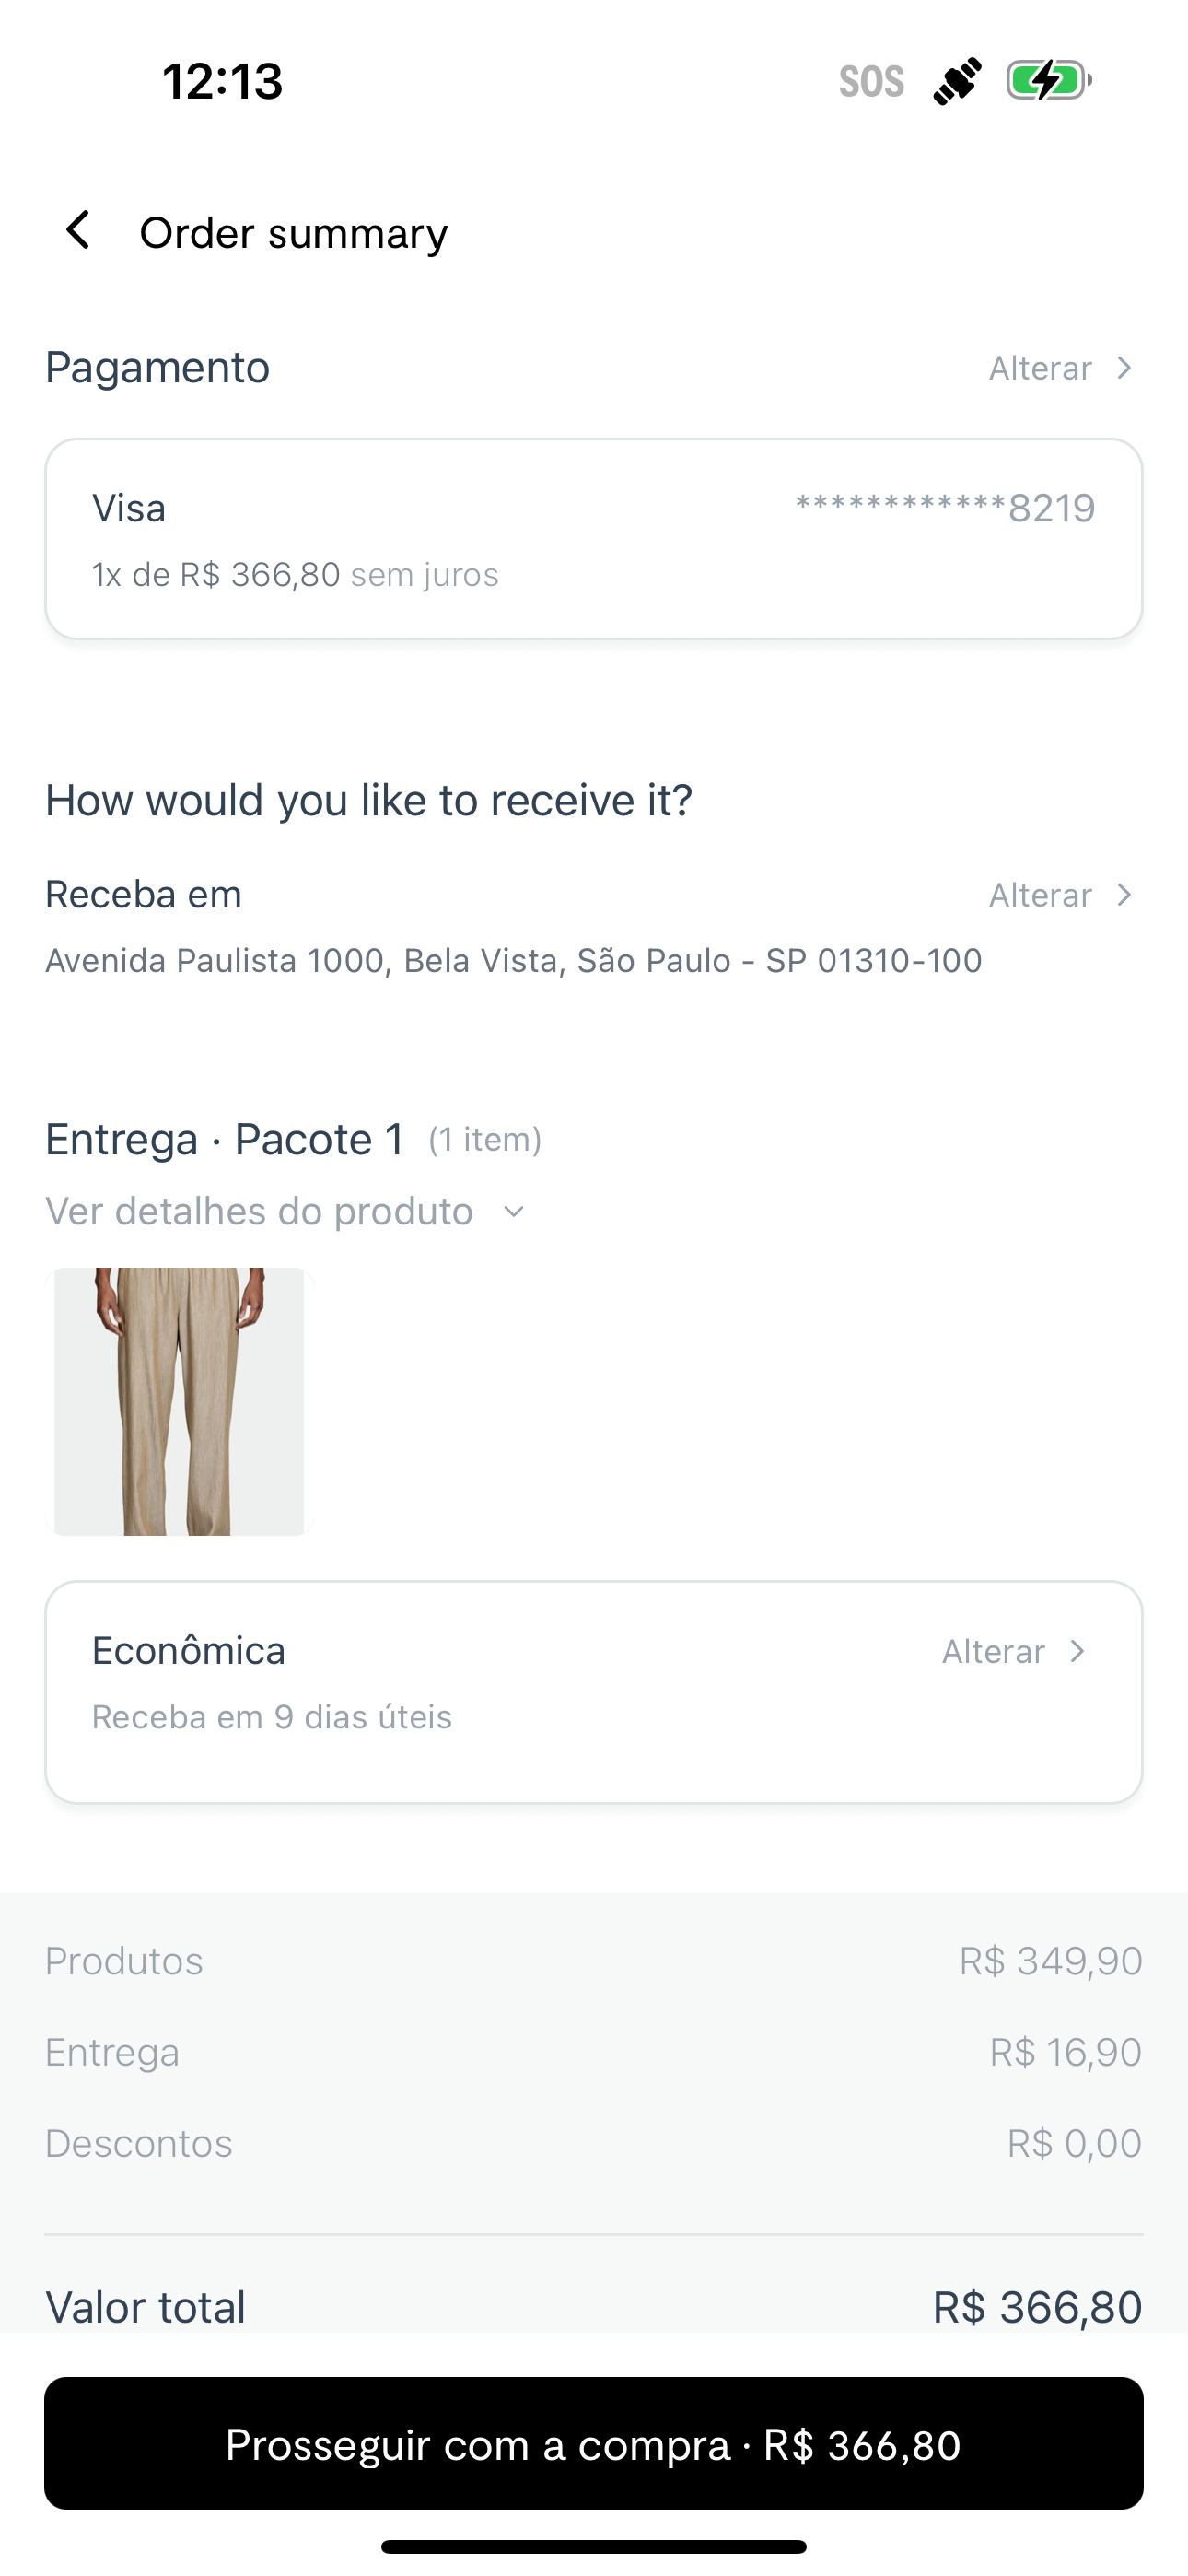 12:13
SOS
Order summary
Pagamento
Alterar
Visa
************8219
1x de R$ 366,80 sem juros
How would you like to receive it?
Receba em
Alterar
Avenida Paulista 1000, Bela Vista, São Paulo - SP 01310-100
Entrega · Pacote 1 (1 item)
Ver detalhes do produto
Econômica
Alterar
Receba em 9 dias úteis
Produtos
R$ 349,90
Entrega
R$ 16,90
Descontos
R$ 0,00
Valor total
R$ 366,80
Prosseguir com a compra · R$ 366,80